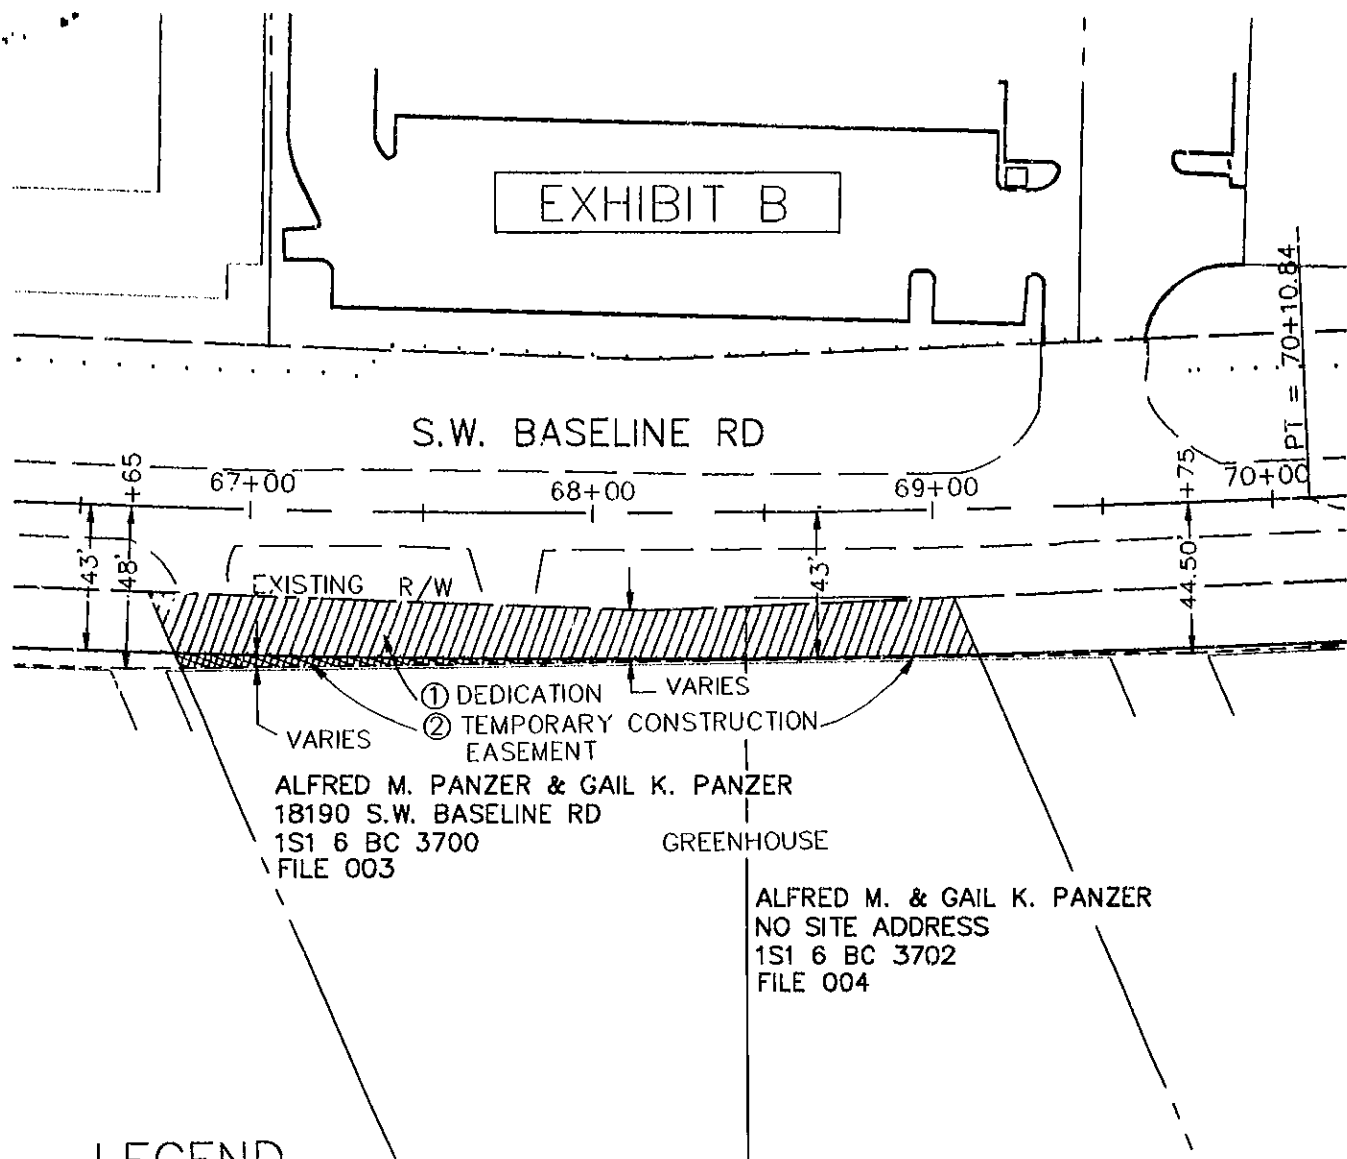 EXHIBIT B
PT = 70+10.84
S.W. BASELINE RD
+65
67+00
68+00
69+00
+75
70+00
43'
48'
43'
44.50'
EXISTING R/W
① DEDICATION
VARIES
② TEMPORARY CONSTRUCTION
EASEMENT
VARIES
ALFRED M. PANZER & GAIL K. PANZER
18190 S.W. BASELINE RD
1S1 6 BC 3700
FILE 003
GREENHOUSE
ALFRED M. & GAIL K. PANZER
NO SITE ADDRESS
1S1 6 BC 3702
FILE 004
LEGEND